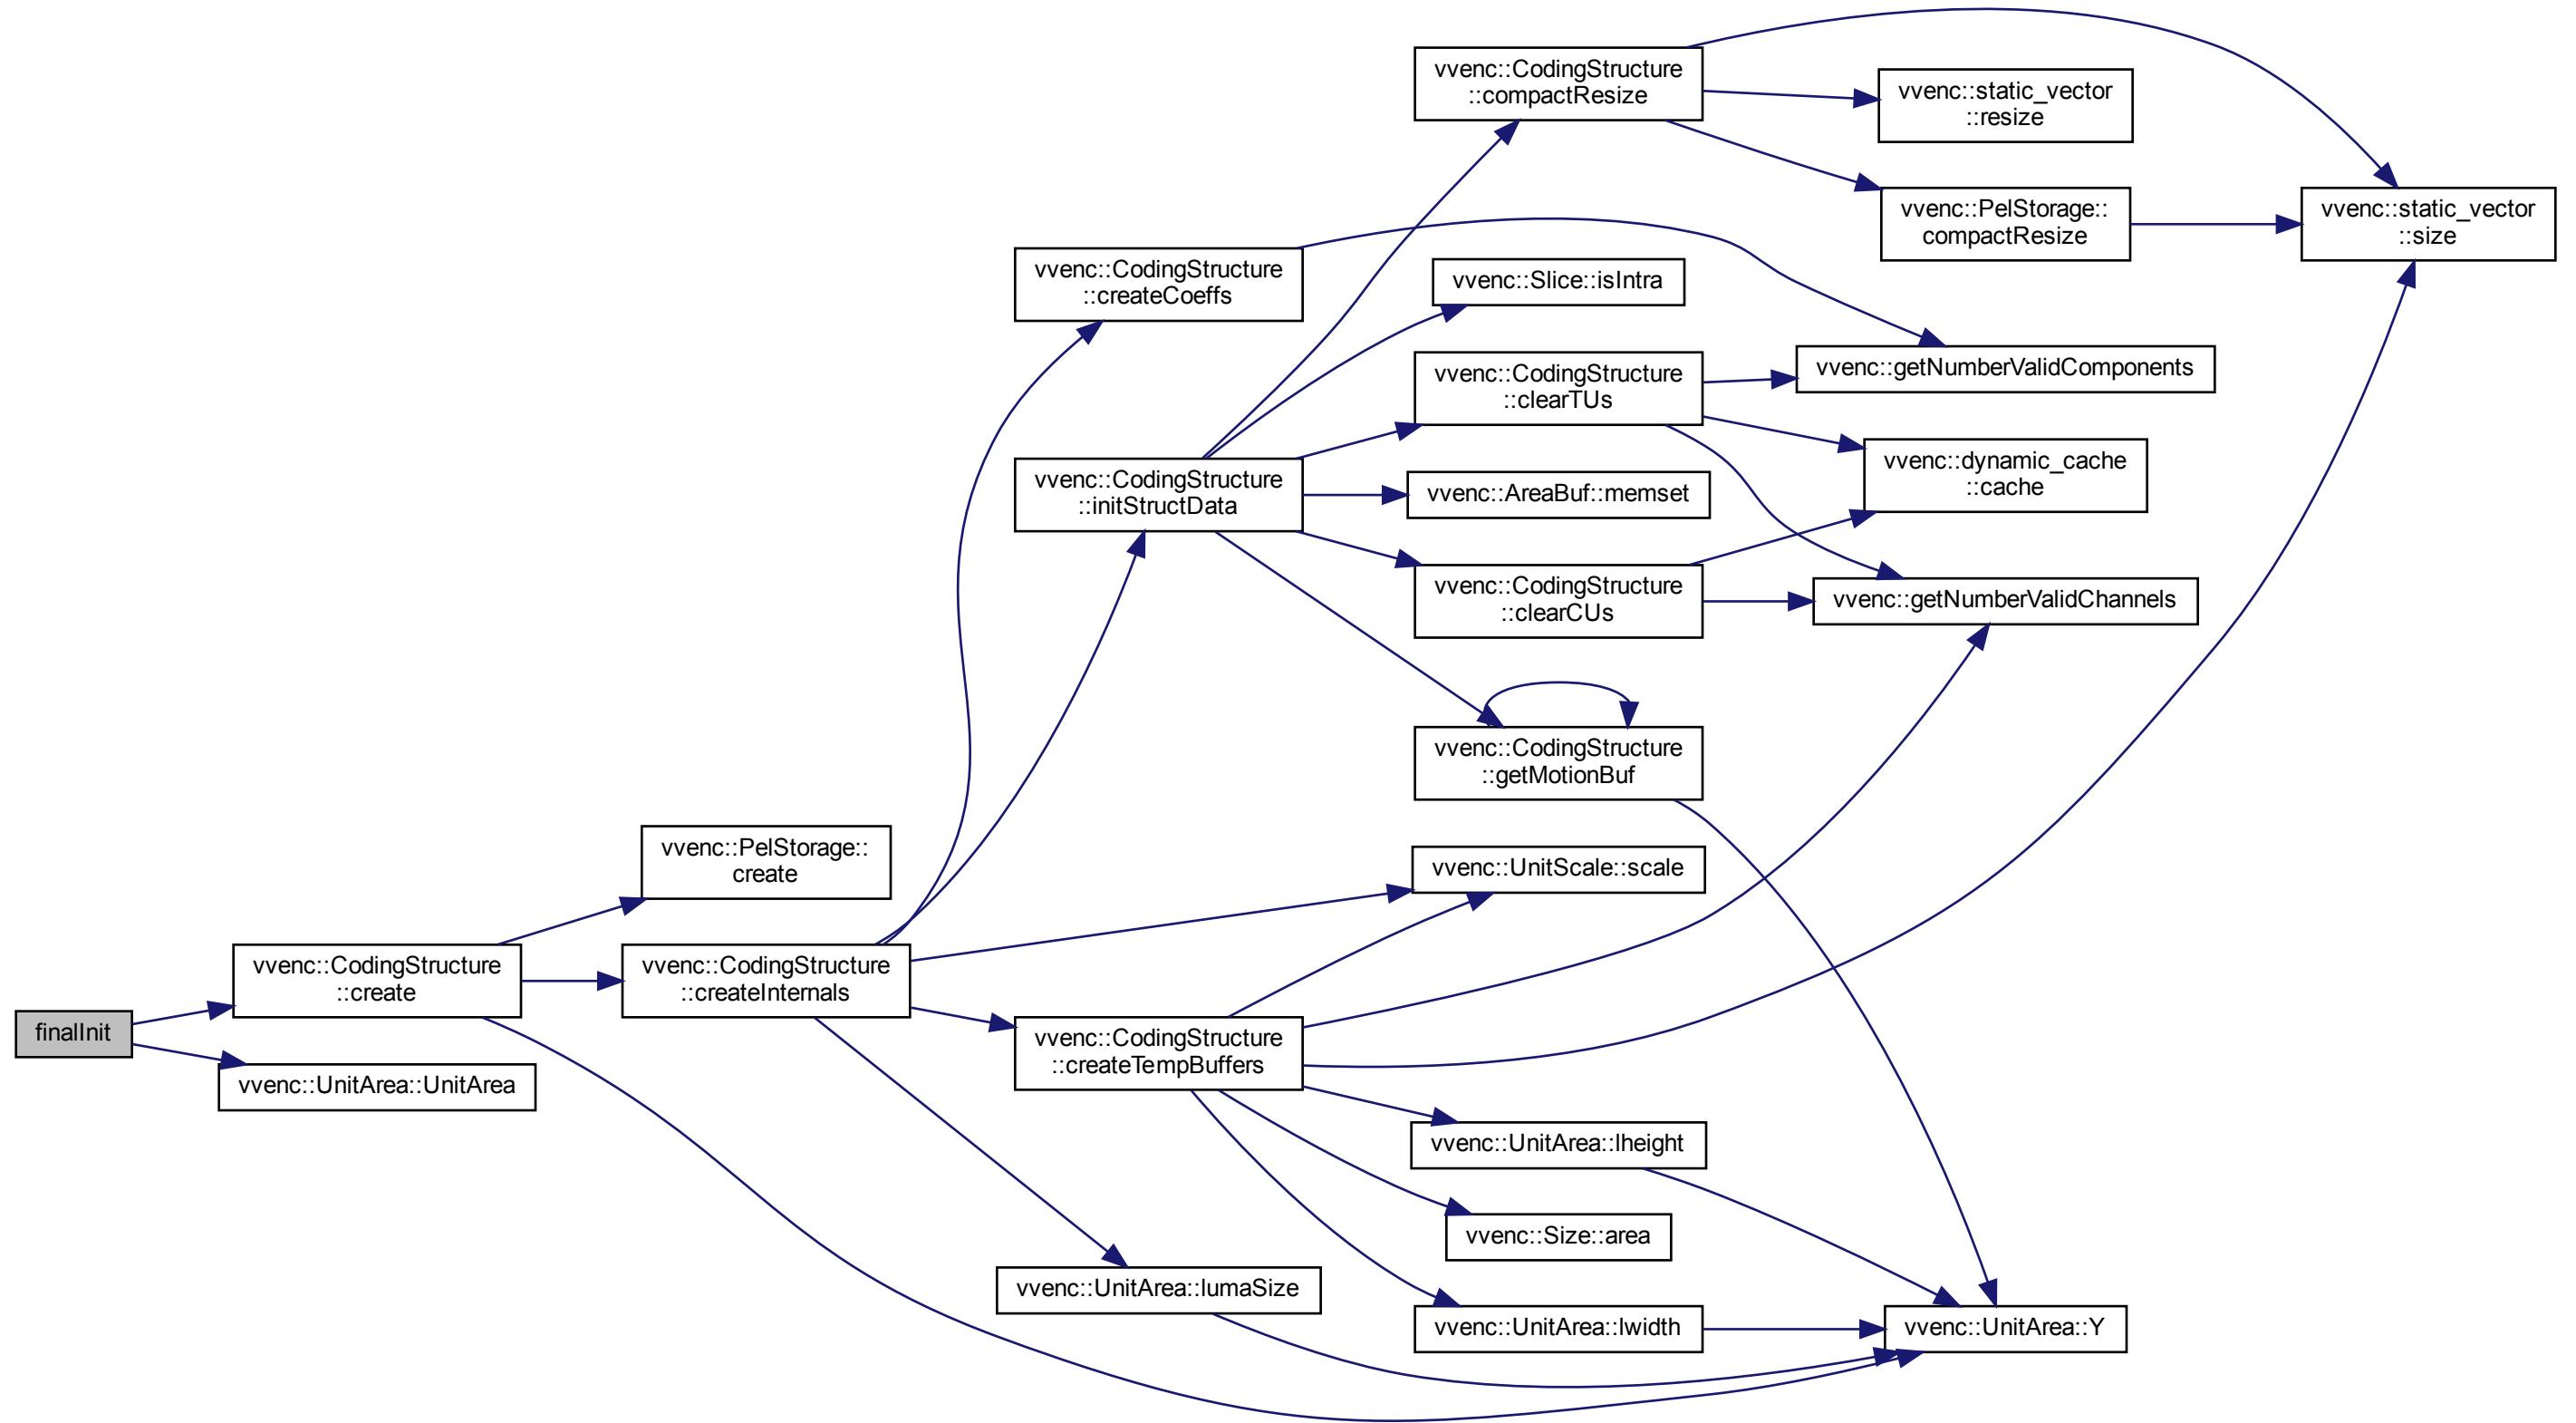 vvenc::CodingStructure
::compactResize
vvenc::static_vector
::resize
vvenc::PelStorage::
compactResize
vvenc::static_vector
::size
vvenc::CodingStructure
::createCoeffs
vvenc::Slice::isIntra
vvenc::getNumberValidComponents
vvenc::CodingStructure
::clearTUs
vvenc::dynamic_cache
::cache
vvenc::CodingStructure
::initStructData
vvenc::AreaBuf::memset
vvenc::CodingStructure
::clearCUs
vvenc::getNumberValidChannels
vvenc::CodingStructure
::getMotionBuf
vvenc::PelStorage::
create
vvenc::UnitScale::scale
vvenc::CodingStructure
::create
vvenc::CodingStructure
::createInternals
finalInit
vvenc::CodingStructure
::createTempBuffers
vvenc::UnitArea::UnitArea
vvenc::UnitArea::lheight
vvenc::Size::area
vvenc::UnitArea::lumaSize
vvenc::UnitArea::lwidth
vvenc::UnitArea::Y